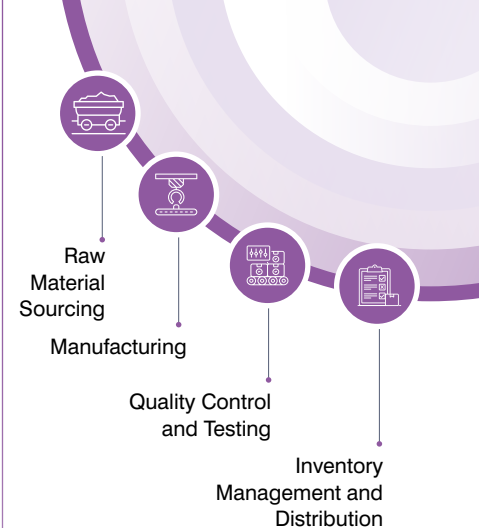 Raw
Material
Sourcing
Manufacturing
Quality Control
and Testing
Inventory
Management and
Distribution